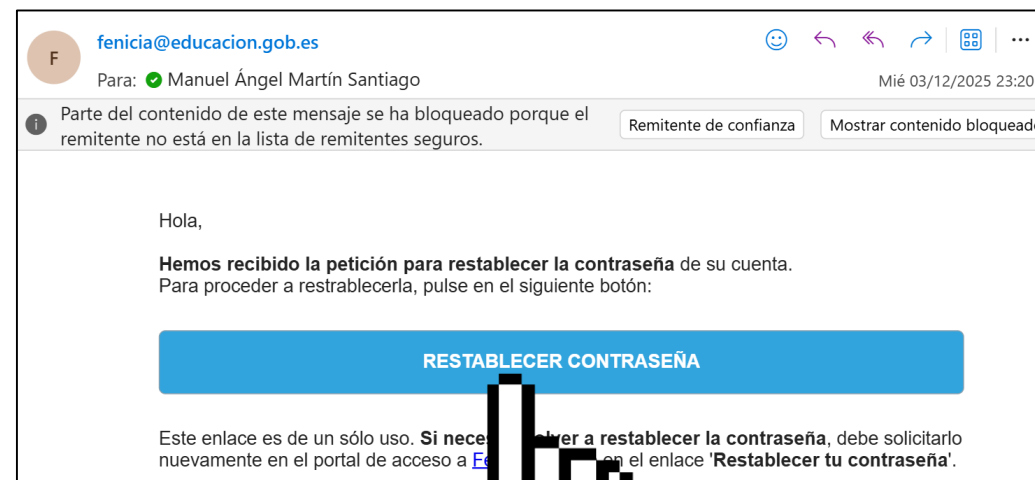 F
fenicia@educacion.gob.es
Para: Manuel Ángel Martín Santiago
Mié 03/12/2025 23:20
Parte del contenido de este mensaje se ha bloqueado porque el
remitente no está en la lista de remitentes seguros.
Remitente de confianza
Mostrar contenido
Hola,
Hemos recibido la petición para restablecer la contraseña de su cuenta.
Para proceder a restrablecerla, pulse en el siguiente botón:
RESTABLECER CONTRASEÑA
Este enlace es de un sólo uso. Si a restablecer la contraseña, debe solicitarlo
nuevamente en el portal de acceso a en el enlace 'Restablecer tu contraseña'.